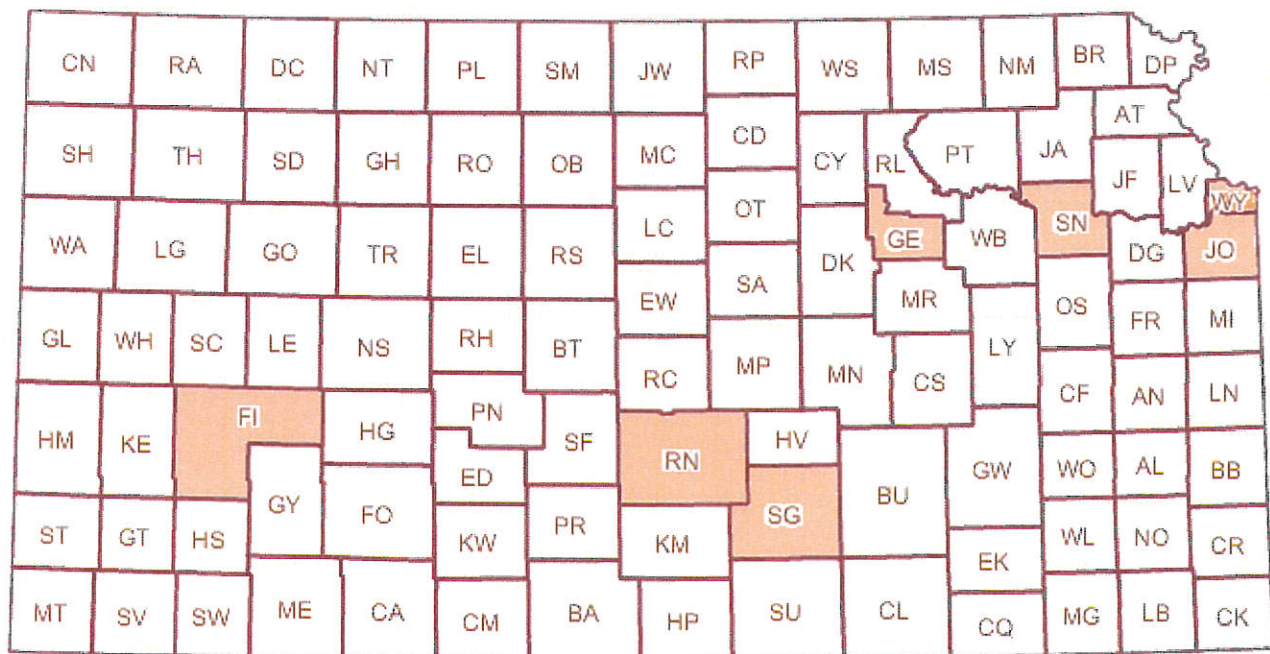 CN RA DC NT PL SM JW RP WS MS NM BR DP
SH TH SD GH RO OB MC CD CY RL PT JA AT
JF LV WY
WA LG GO TR EL RS LC OT DK GE WB SN DG JO
EW SA MR OS FR MI
GL WH SC LE NS RH BT RC MP MN CS LY CF AN LN
HM KE FI HG PN SF RN HV BU GW WO AL BB
ED SG
ST GT HS GY FO KW PR KM EK WL NO CR
MT SV SW ME CA CM BA HP SU CL CQ MG LB CK